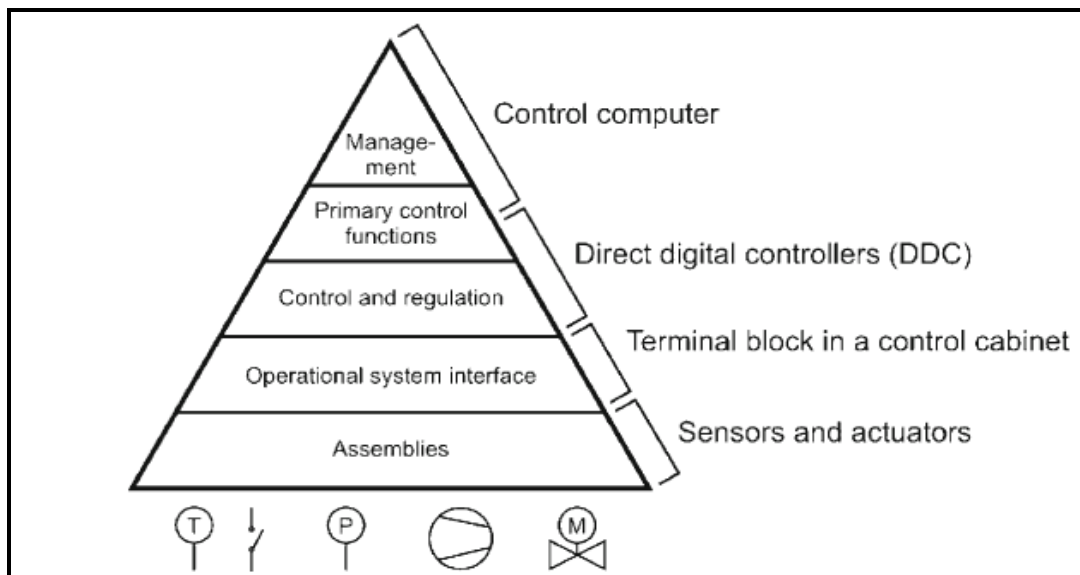 Control computer
Manage-
ment
Primary control
functions
Direct digital controllers (DDC)
Control and regulation
Terminal block in a control cabinet
Operational system interface
Sensors and actuators
Assemblies
T
P
M